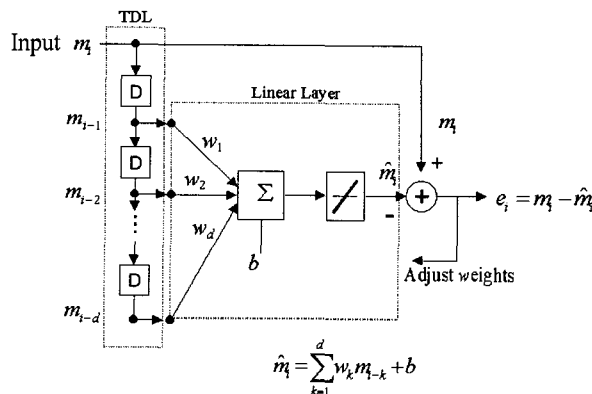 TDL
Input m_i
D
m_{i-1}
D
m_{i-2}
D
m_{i-d}
Linear Layer
w_1
w_2
w_d
Σ
b
m̂_i
m_i
+
+
-
e_i = m_i - m̂_i
Adjust weights
m̂_i = \sum_{k=1}^{d} w_k m_{i-k} + b